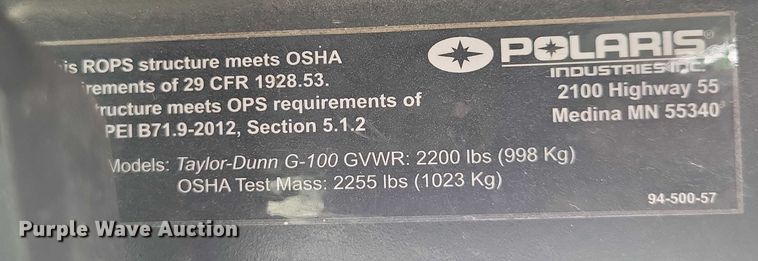 is ROPS structure meets OSHA
irements of 29 CFR 1928.53.
ructure meets OPS requirements of
PEI B71.9-2012, Section 5.1.2
POLARIS®
INDUSTRIES INC.
2100 Highway 55
Medina MN 55340
Models: Taylor-Dunn G-100 GVWR: 2200 lbs (998 Kg)
OSHA Test Mass: 2255 lbs (1023 Kg)
94-500-57
Purple Wave Auction